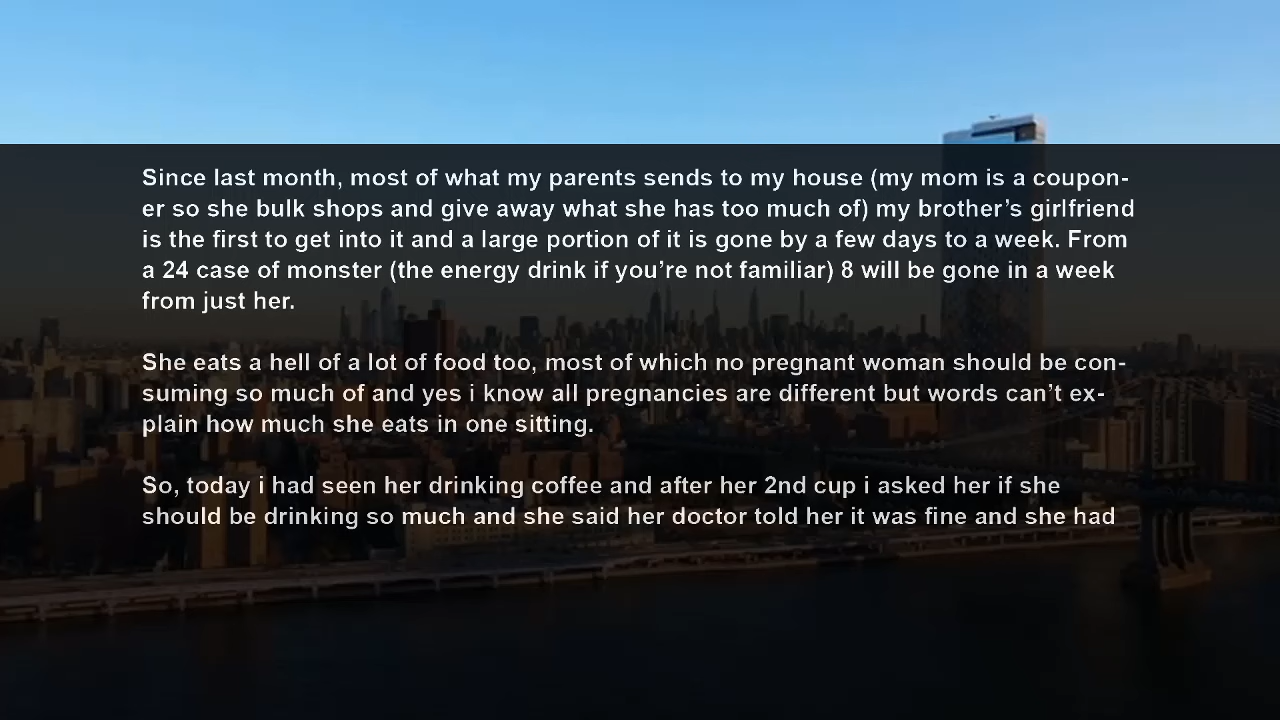 Since last month, most of what my parents sends to my house (my mom is a coupon-
er so she bulk shops and give away what she has too much of) my brother’s girlfriend
is the first to get into it and a large portion of it is gone by a few days to a week. From
a 24 case of monster (the energy drink if you’re not familiar) 8 will be gone in a week
from just her.
She eats a hell of a lot of food too, most of which no pregnant woman should be con-
suming so much of and yes i know all pregnancies are different but words can’t ex-
plain how much she eats in one sitting.
So, today i had seen her drinking coffee and after her 2nd cup i asked her if she
should be drinking so much and she said her doctor told her it was fine and she had